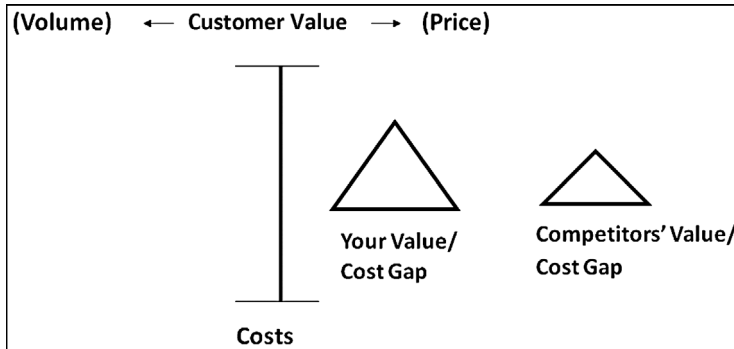 (Volume) ← Customer Value → (Price)
Your Value/
Cost Gap
Competitors' Value/
Cost Gap
Costs